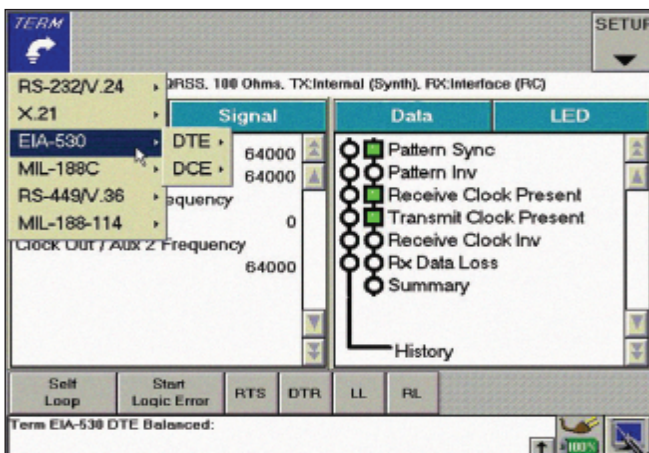 TERM
SETUP
RS-232/V.24
QRSS, 100 Ohms, TX:Internal (Synth), RX:Interface (RC)
X.21
EIA-530
MIL-188C
RS-449/V.36
MIL-188-114
DTE
DCE
Signal
64000
64000
equency
0
Clock Out / Aux 2 Frequency
64000
Data
LED
Pattern Sync
Pattern Inv
Receive Clock Present
Transmit Clock Present
Receive Clock Inv
Rx Data Loss
Summary
History
Self Loop
Start Logic Error
RTS
DTR
LL
RL
Term EIA-530 DTE Balanced:
100%